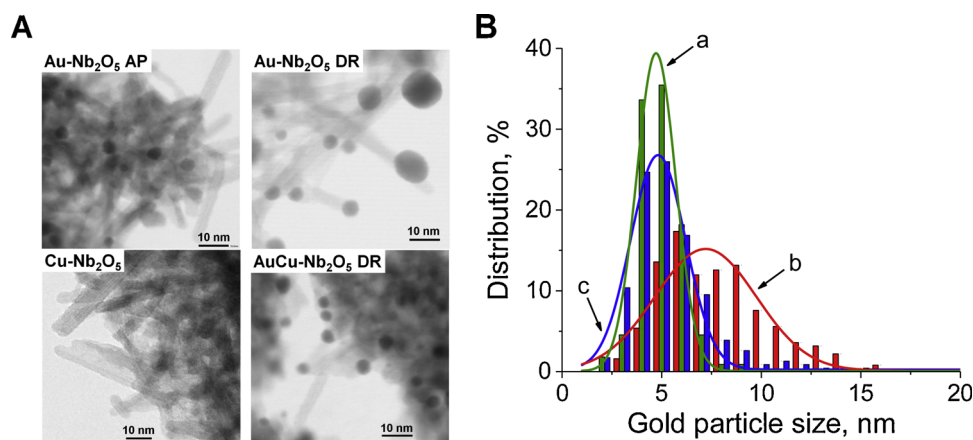 A
Au-Nb₂O₅ AP
Au-Nb₂O₅ DR
10 nm
10 nm
Cu-Nb₂O₅
AuCu-Nb₂O₅ DR
10 nm
10 nm
B
Distribution, %
40
30
20
10
0
a
b
c
0
5
10
15
20
Gold particle size, nm